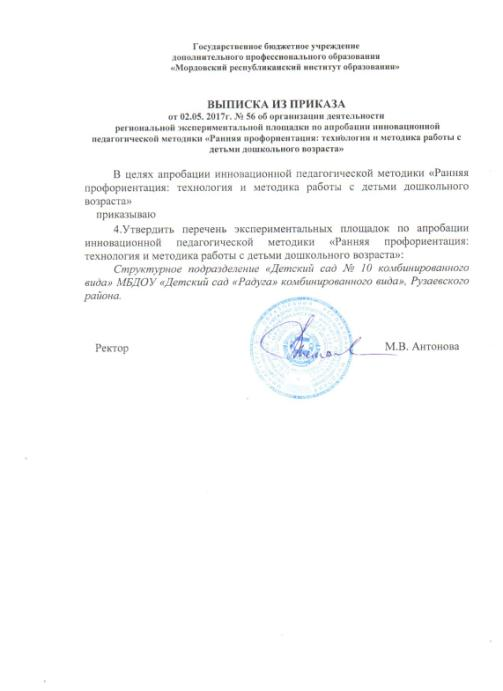 Государственное бюджетное учреждение
дополнительного профессионального образования
«Мордовский республиканский институт образования»
ВЫПИСКА ИЗ ПРИКАЗА
от 02.05. 2017г. № 56 об организации деятельности
региональной экспериментальной площадки по апробации инновационной
педагогической методики «Ранняя профориентация: технология и методика работы с
детьми дошкольного возраста»
В целях апробации инновационной педагогической методики «Ранняя
профориентация: технология и методика работы с детьми дошкольного
возраста»
приказываю
4.Утвердить перечень экспериментальных площадок по апробации
инновационной педагогической методики «Ранняя профориентация:
технология и методика работы с детьми дошкольного возраста»:
Структурное подразделение «Детский сад № 10 комбинированного
вида» МБДОУ «Детский сад «Радуга» комбинированного вида», Рузаевского
района.
Ректор М.В. Антонова